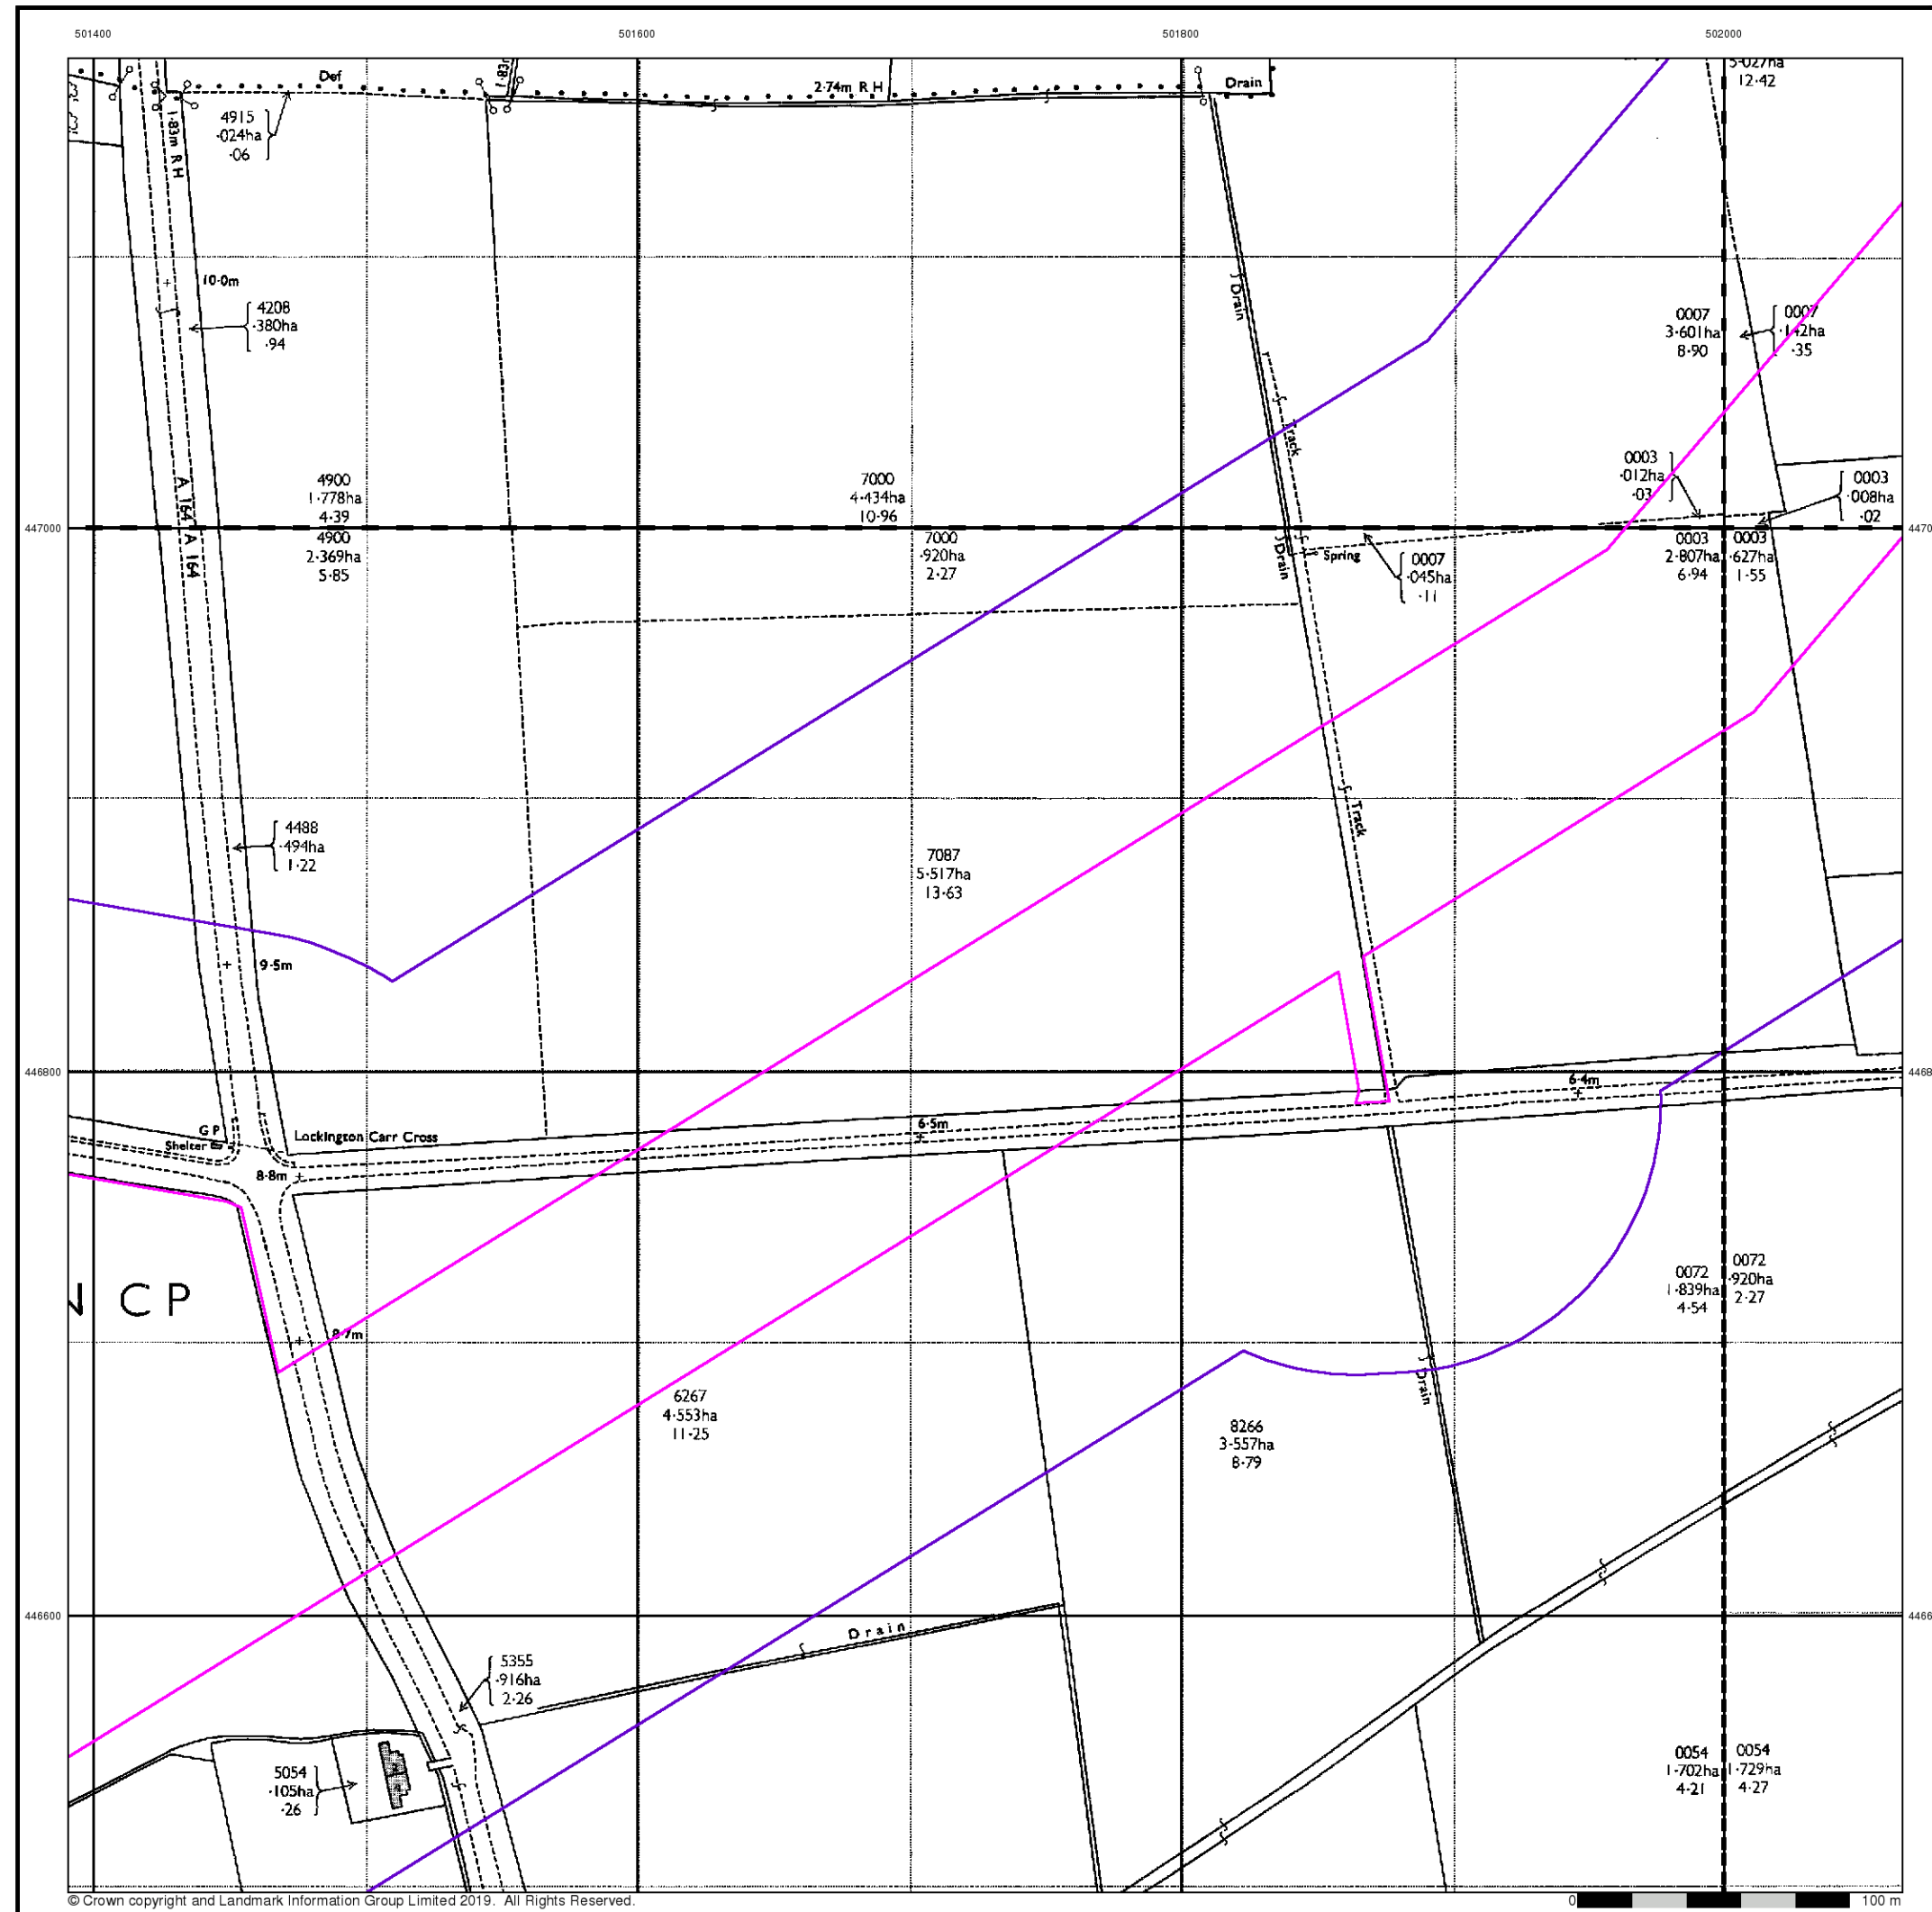 501400
501600
501800
502000
Def
1·83m R H
2·74m R H
Drain
5·027ha
12·42
4915
·024ha
·06
10·0m
4208
·380ha
·94
Drain
Track
0007
3·601ha
8·90
0007
·142ha
·35
4900
1·778ha
4·39
7000
4·434ha
10·96
0003
·012ha
·03
0003
·008ha
·02
A 164
A 164
447000
4900
2·369ha
5·85
7000
·920ha
2·27
Drain
Spring
0007
·045ha
·11
0003
2·807ha
6·94
0003
·627ha
1·55
Track
4488
·494ha
1·22
7087
5·517ha
13·63
9·5m
446800
6·4m
G P
Shelter
Lockington Carr Cross
6·5m
8·8m
N CP
8·7m
0072
1·839ha
4·54
0072
·920ha
2·27
Drain
6267
4·553ha
11·25
8266
3·557ha
8·79
446600
Drain
5355
·916ha
2·26
5054
·105ha
·26
0054
1·702ha
4·21
0054
1·729ha
4·27
© Crown copyright and Landmark Information Group Limited 2019. All Rights Reserved.
0
100 m